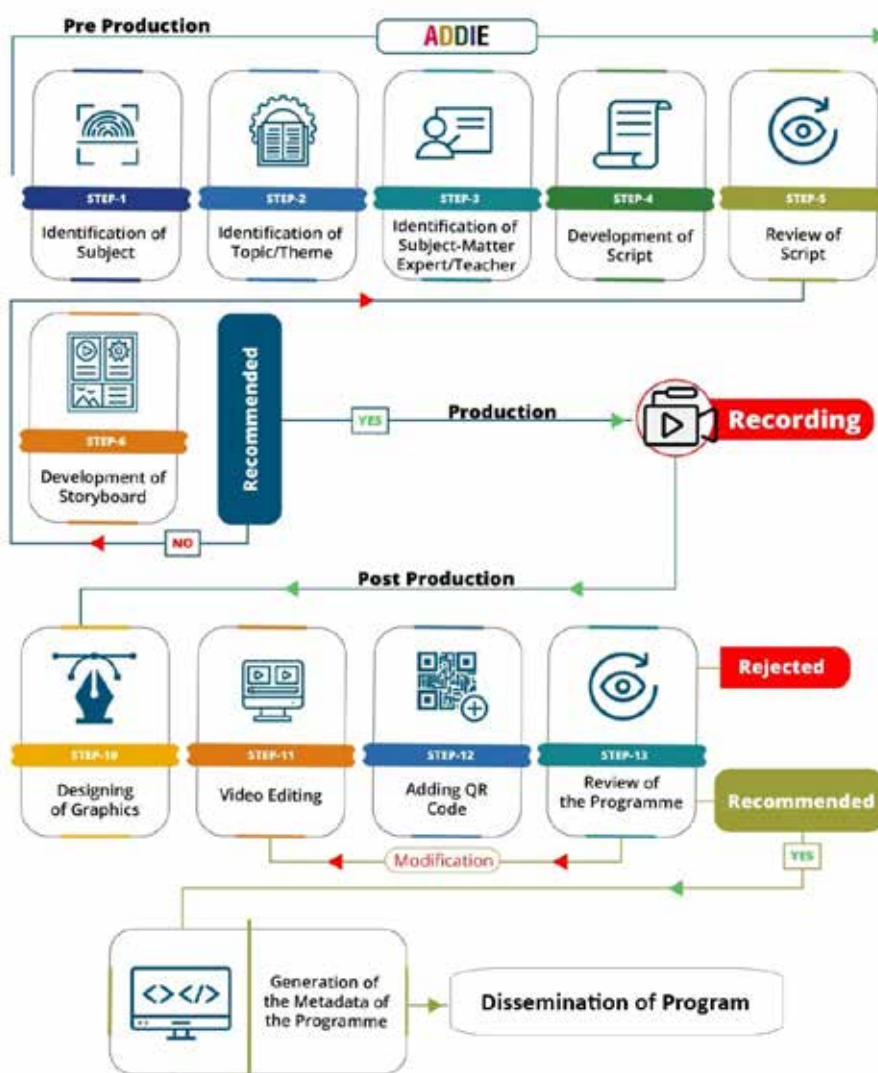 Pre Production
ADDIE
STEP-1
Identification of
Subject
STEP-2
Identification of
Topic/Theme
STEP-3
Identification of
Subject-Matter
Expert/Teacher
STEP-4
Development of
Script
STEP-5
Review of
Script
STEP-6
Development of
Storyboard
Recommended
YES
Production
Recording
NO
Post Production
STEP-10
Designing
of Graphics
STEP-11
Video Editing
STEP-12
Adding QR
Code
STEP-13
Review of
the Programme
Rejected
Recommended
YES
Modification
Generation of
the Metadata of
the Programme
Dissemination of Program